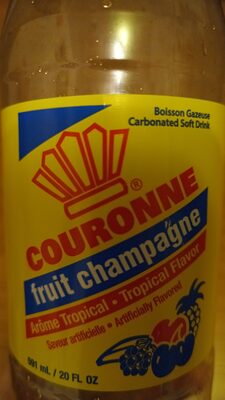 Boisson Gazeuse
Carbonated Soft Drink
®
COURONNE
fruit champagne
Arôme Tropical • Tropical Flavor
Saveur artificielle • Artificially Flavored
591 mL / 20 FL OZ